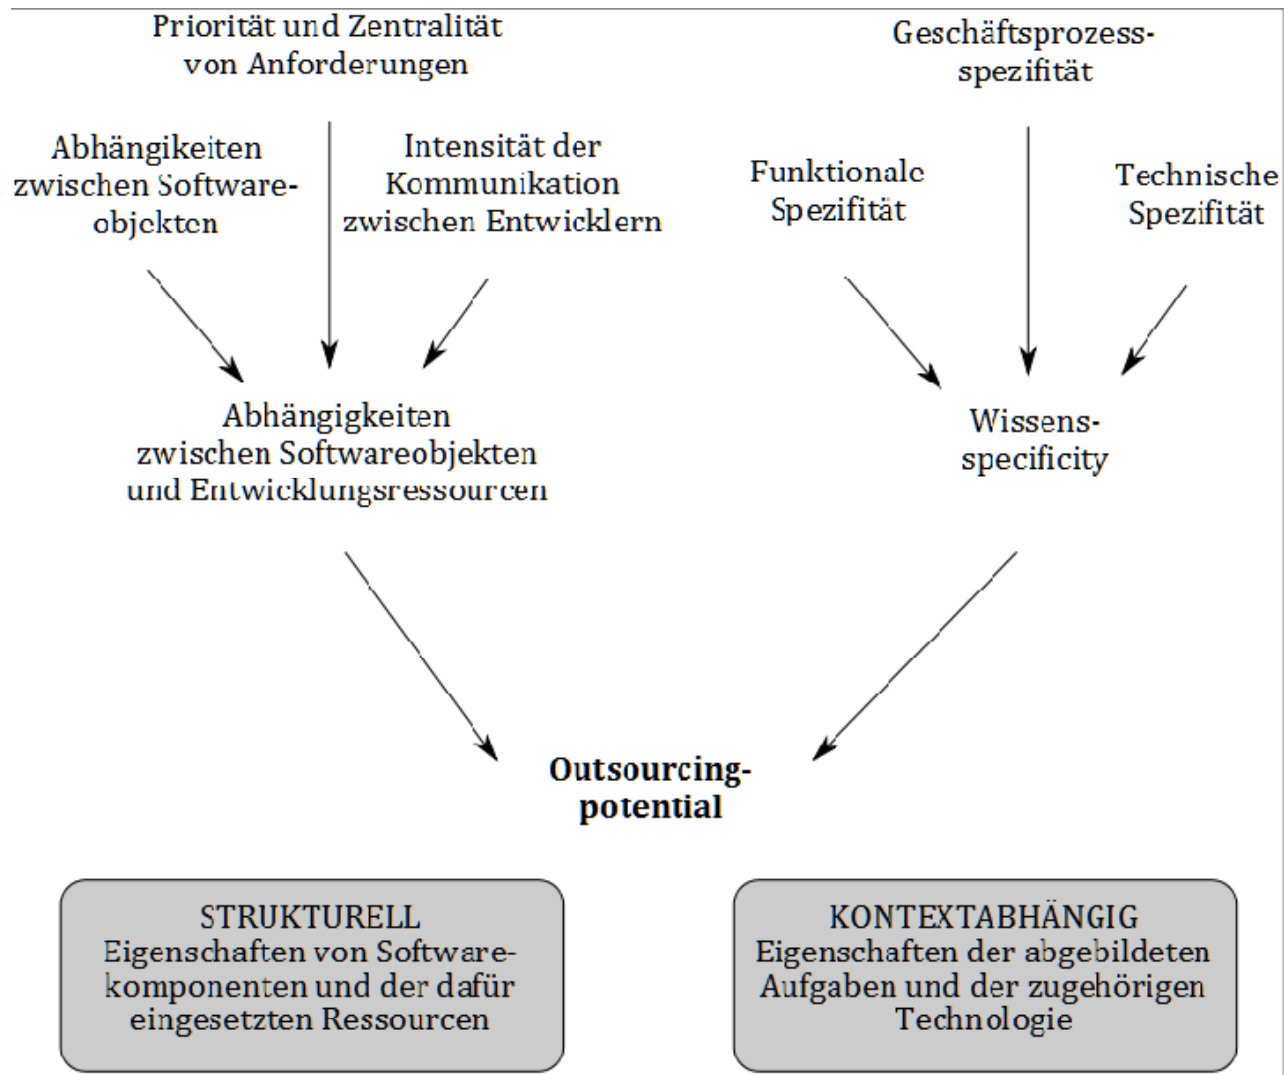 Priorität und Zentralität
von Anforderungen
Abhängikeiten
zwischen Software-
objekten
Intensität der
Kommunikation
zwischen Entwicklern
Geschäftsprozess-
spezifität
Funktionale
Spezifität
Technische
Spezifität
Abhängigkeiten
zwischen Softwareobjekten
und Entwicklungsressourcen
Wissens-
specificity
Outsourcing-
potential
STRUKTURELL
Eigenschaften von Software-
komponenten und der dafür
eingesetzten Ressourcen
KONTEXTABHÄNGIG
Eigenschaften der abgebildeten
Aufgaben und der zugehörigen
Technologie